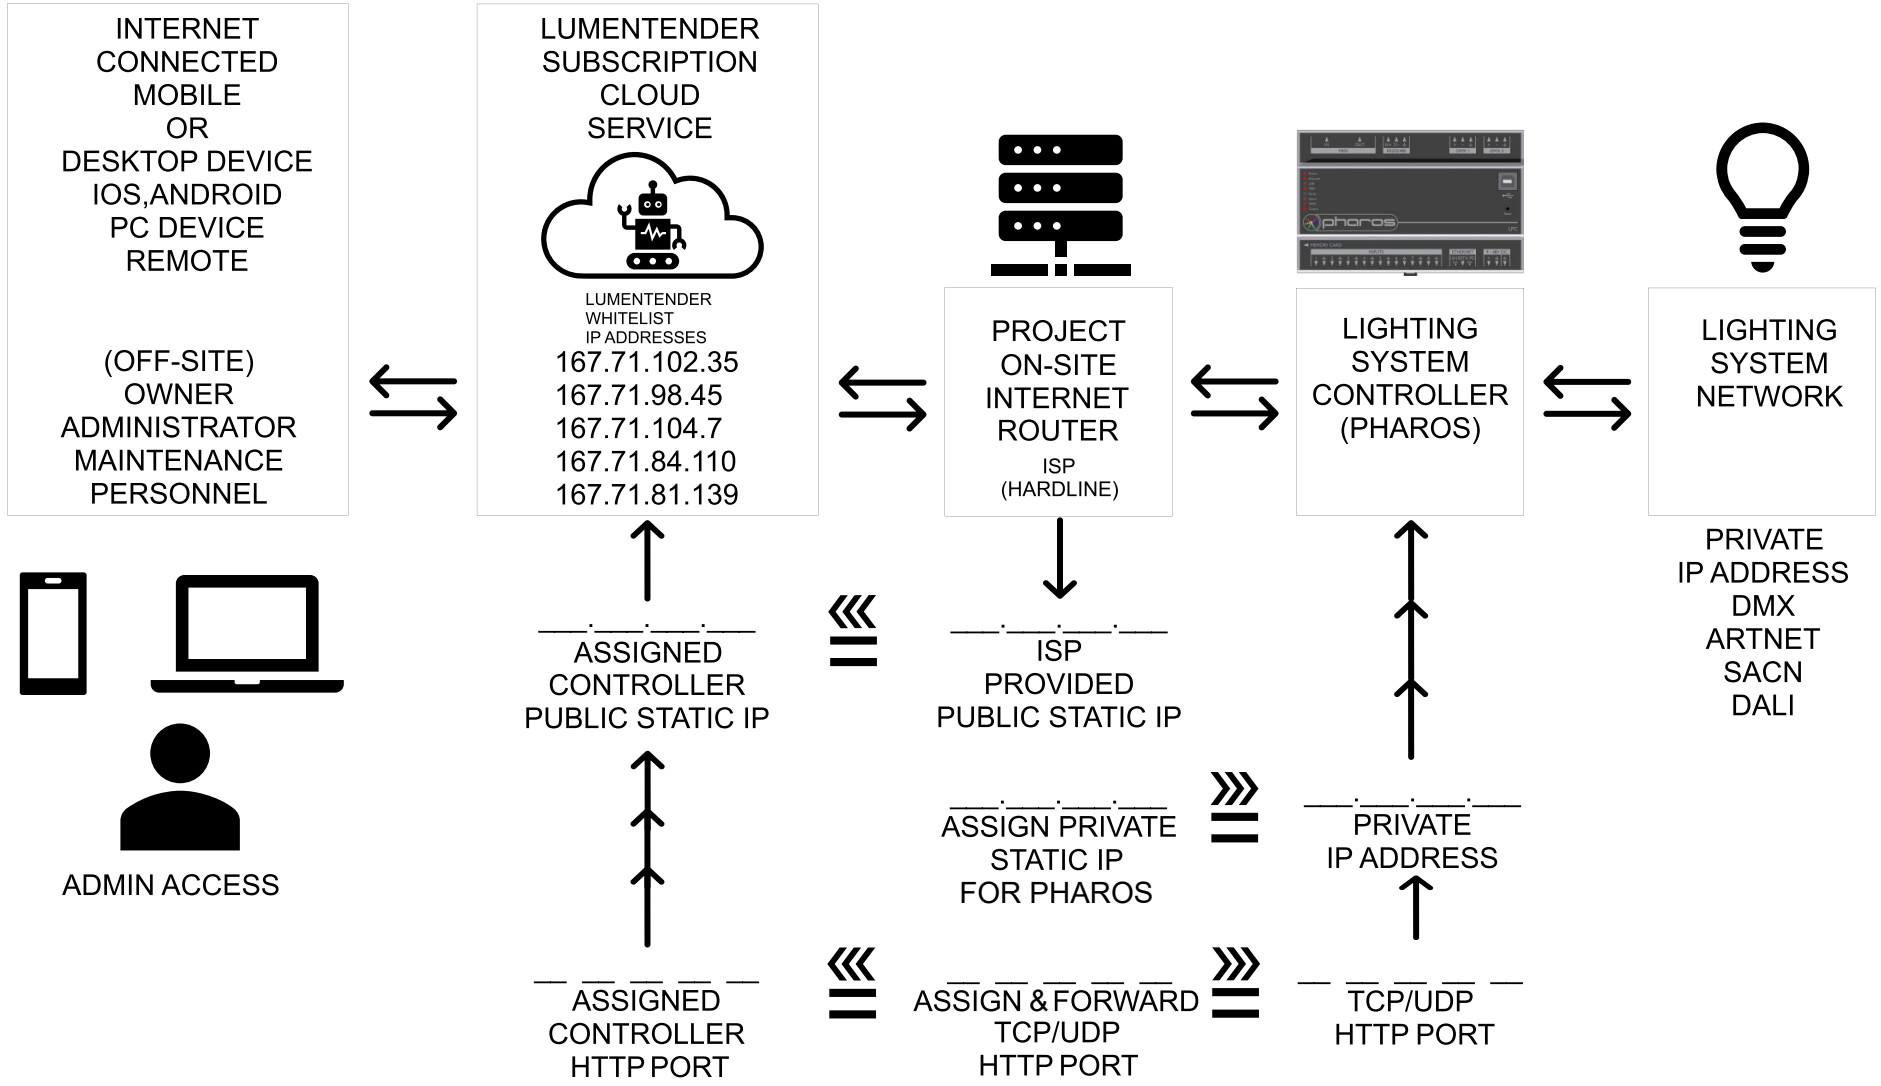 INTERNET
CONNECTED
MOBILE
OR
DESKTOP DEVICE
IOS,ANDROID
PC DEVICE
REMOTE
(OFF-SITE)
OWNER
ADMINISTRATOR
MAINTENANCE
PERSONNEL
ADMIN ACCESS
LUMENTENDER
SUBSCRIPTION
CLOUD
SERVICE
LUMENTENDER
WHITELIST
IP ADDRESSES
167.71.102.35
167.71.98.45
167.71.104.7
167.71.84.110
167.71.81.139
___.___.___.___
ASSIGNED
CONTROLLER
PUBLIC STATIC IP
__ __ __ __ __
ASSIGNED
CONTROLLER
HTTP PORT
PROJECT
ON-SITE
INTERNET
ROUTER
ISP
(HARDLINE)
___.___.___.___
ISP
PROVIDED
PUBLIC STATIC IP
___.___.___.___
ASSIGN PRIVATE
STATIC IP
FOR PHAROS
__ __ __ __ __
ASSIGN & FORWARD
TCP/UDP
HTTP PORT
pharos
LPC
MEMORY CARD
INPUTS
ETHERNET
LIGHTING
SYSTEM
CONTROLLER
(PHAROS)
___.___.___.___
PRIVATE
IP ADDRESS
__ __ __ __ __
TCP/UDP
HTTP PORT
LIGHTING
SYSTEM
NETWORK
PRIVATE
IP ADDRESS
DMX
ARTNET
SACN
DALI